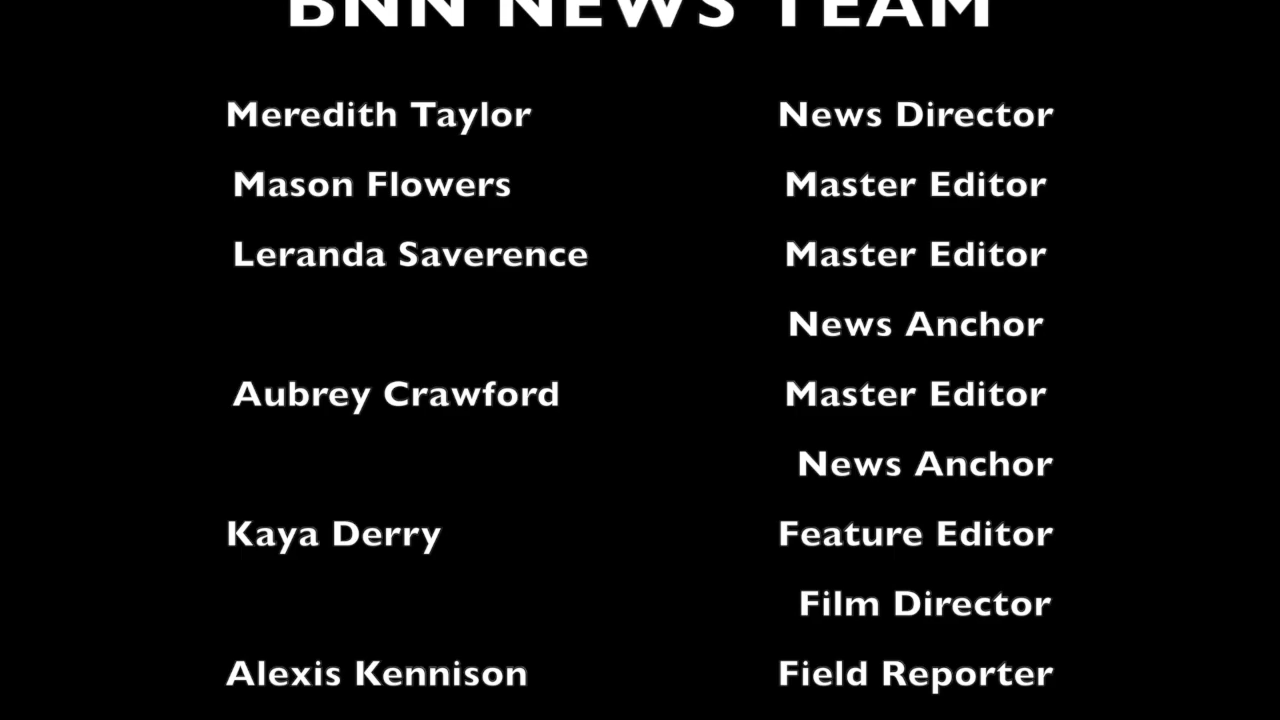 BNN NEWS TEAM
Meredith Taylor News Director
Mason Flowers Master Editor
Leranda Saverence Master Editor
News Anchor
Aubrey Crawford Master Editor
News Anchor
Kaya Derry Feature Editor
Film Director
Alexis Kennison Field Reporter